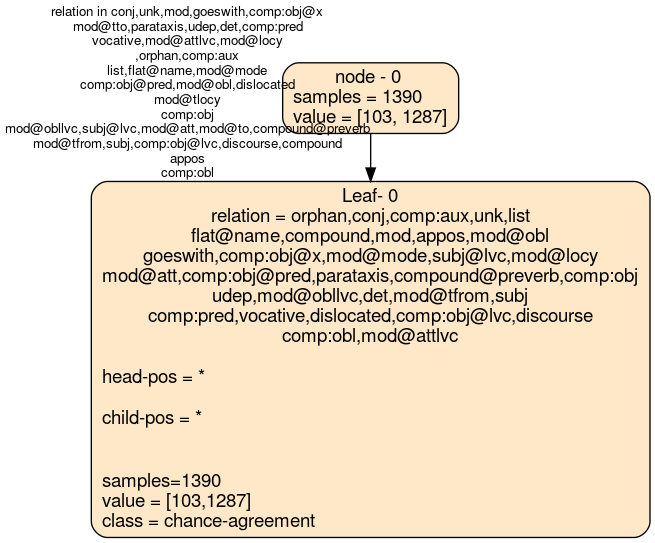 relation in conj,unk,mod,goeswith,comp:obj@x
mod@tto,parataxis,udep,det,comp:pred
vocative,mod@attlvc,mod@locy
,orphan,comp:aux
list,flat@name,mod@mode
comp:obj@pred,mod@obl,dislocated
mod@tlocy
comp:obj
mod@obllvc,subj@lvc,mod@att,mod@to,compound@preverb
mod@tfrom,subj,comp:obj@lvc,discourse,compound
appos
comp:obl
node - 0
samples = 1390
value = [103, 1287]
Leaf- 0
relation = orphan,conj,comp:aux,unk,list
flat@name,compound,mod,appos,mod@obl
goeswith,comp:obj@x,mod@mode,subj@lvc,mod@locy
mod@att,comp:obj@pred,parataxis,compound@preverb,comp:obj
udep,mod@obllvc,det,mod@tfrom,subj
comp:pred,vocative,dislocated,comp:obj@lvc,discourse
comp:obl,mod@attlvc
head-pos = *
child-pos = *
samples=1390
value = [103,1287]
class = chance-agreement